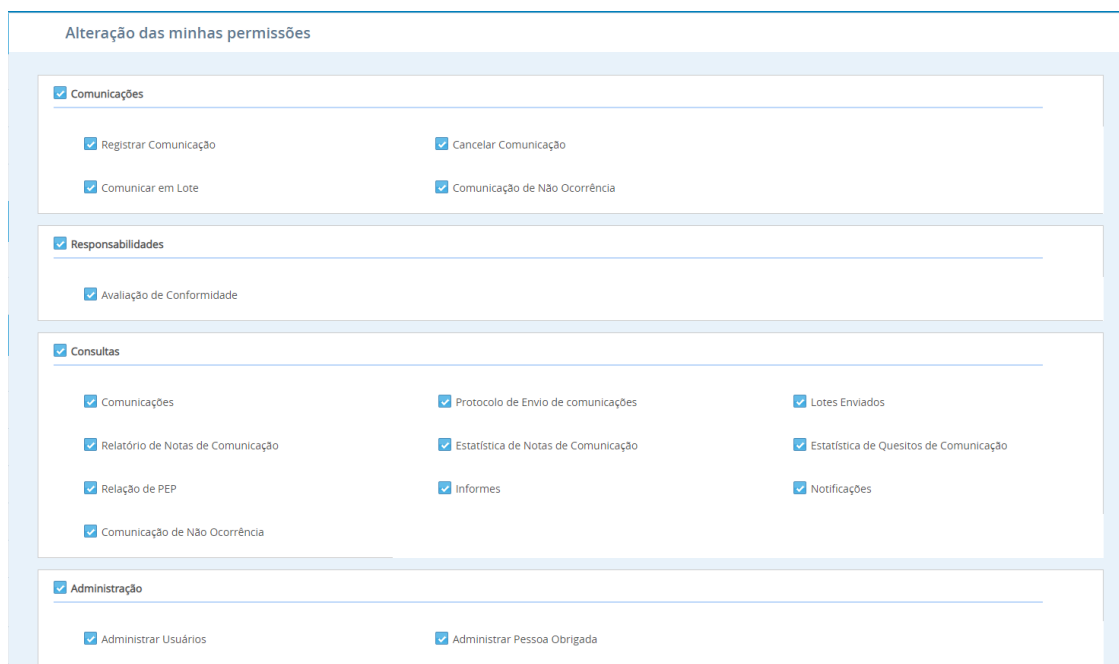 Alteração das minhas permissões
Comunicações
Registrar Comunicação
Cancelar Comunicação
Comunicar em Lote
Comunicação de Não Ocorrência
Responsabilidades
Avaliação de Conformidade
Consultas
Comunicações
Protocolo de Envio de comunicações
Lotes Enviados
Relatório de Notas de Comunicação
Estatística de Notas de Comunicação
Estatística de Quesitos de Comunicação
Relação de PEP
Informes
Notificações
Comunicação de Não Ocorrência
Administração
Administrar Usuários
Administrar Pessoa Obrigada